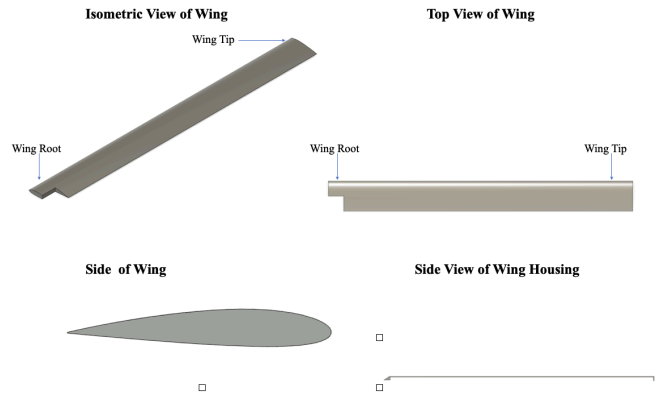 Isometric View of Wing
Top View of Wing
Wing Tip
Wing Root
Wing Root
Wing Tip
Side of Wing
Side View of Wing Housing